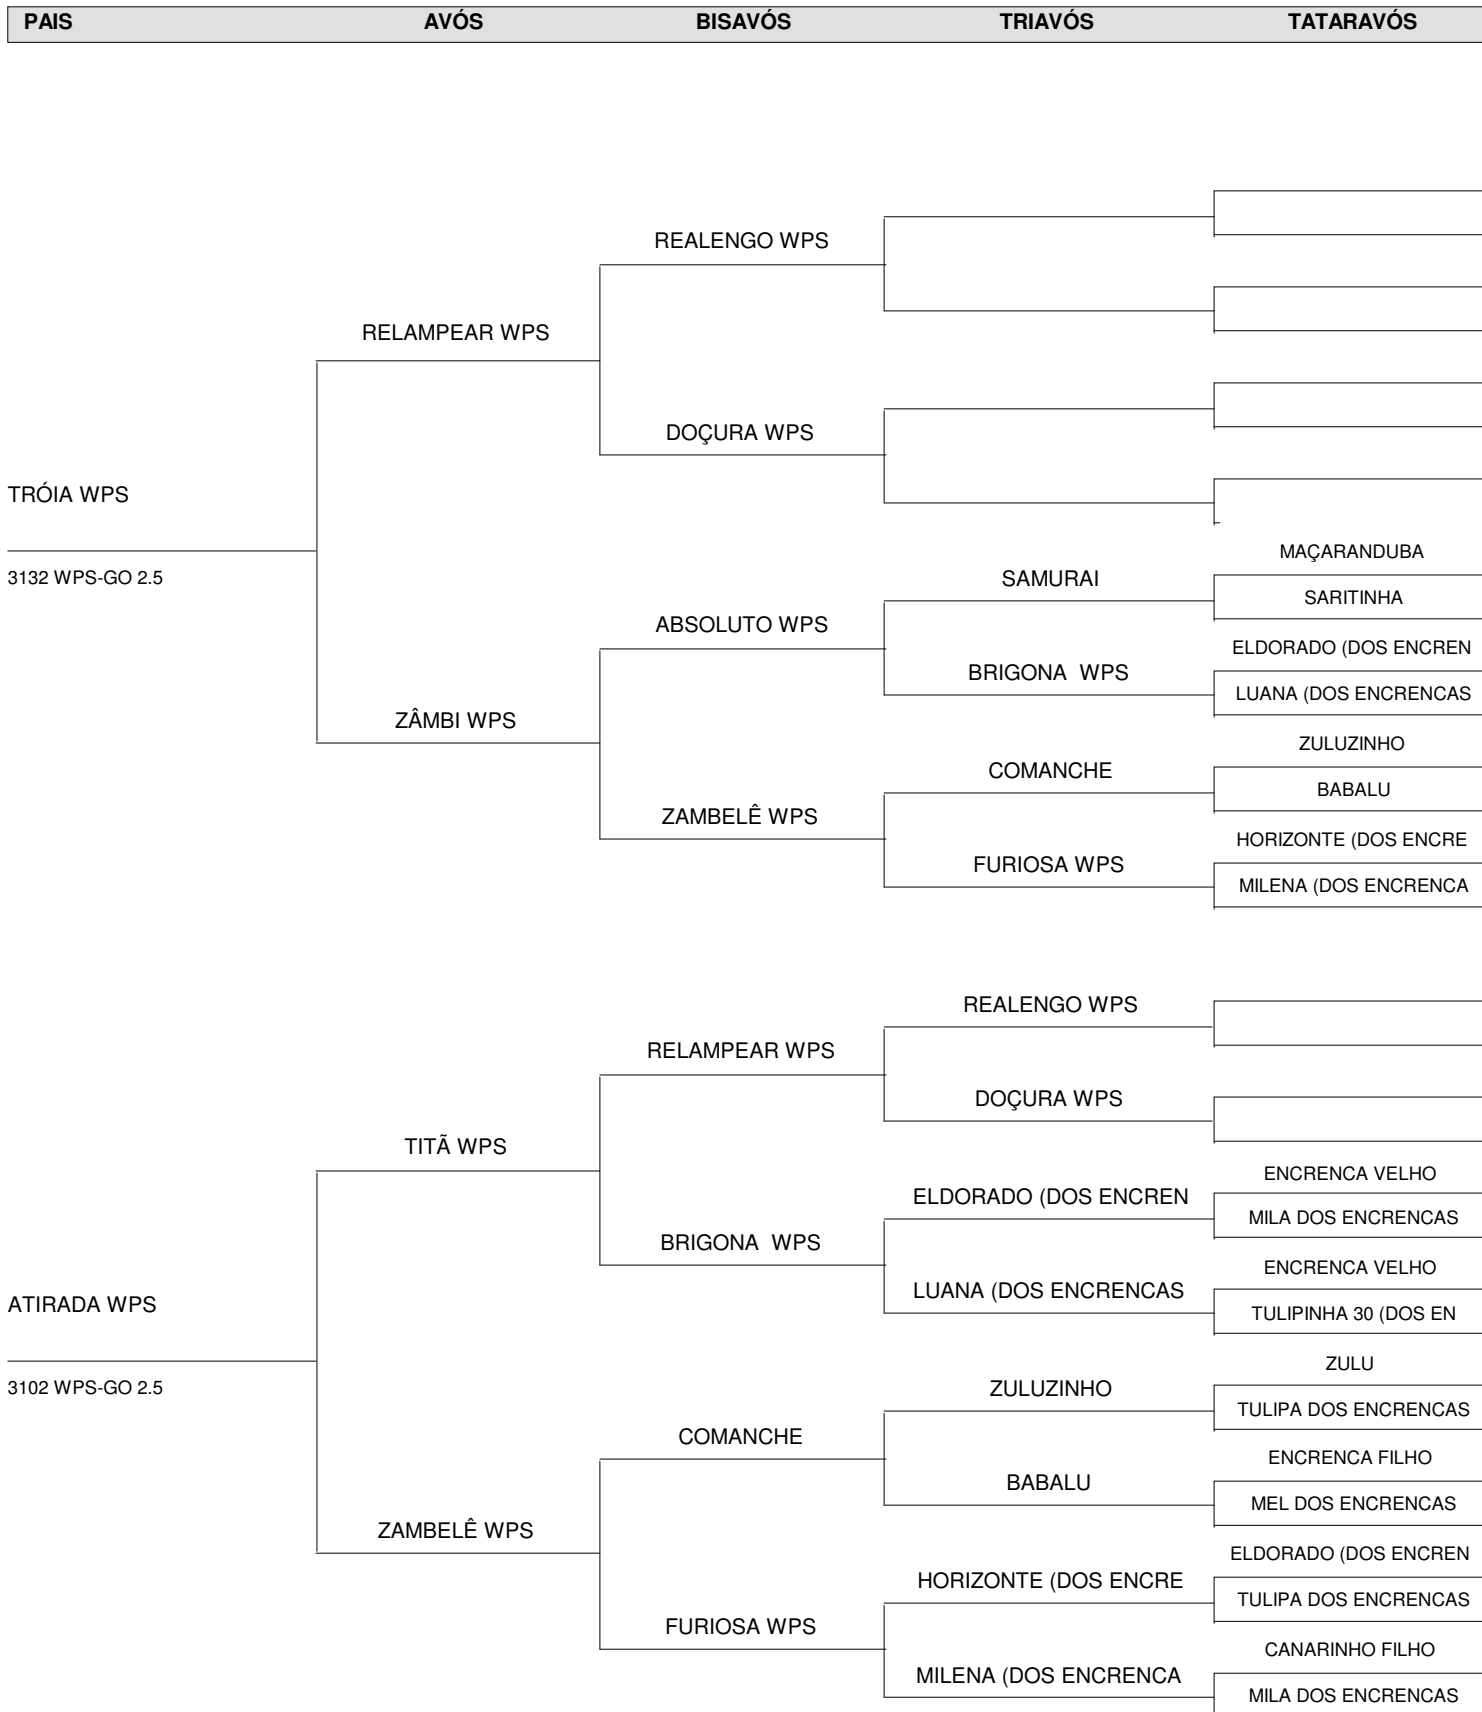 PAIS AVÓS BISAVÓS TRIAVÓS TATARAVÓS
REALENGO WPS
RELAMPEAR WPS
DOÇURA WPS
TRÓIA WPS
3132 WPS-GO 2.5
MAÇARANDUBA
SAMURAI
SARITINHA
ABSOLUTO WPS
ELDORADO (DOS ENCREN
BRIGONA WPS
LUANA (DOS ENCRENCAS
ZÂMBI WPS
ZULUZINHO
COMANCHE
BABALU
ZAMBELÊ WPS
HORIZONTE (DOS ENCRE
FURIOSA WPS
MILENA (DOS ENCRENCA
REALENGO WPS
RELAMPEAR WPS
DOÇURA WPS
TITÃ WPS
ENCRENCA VELHO
ELDORADO (DOS ENCREN
MILA DOS ENCRENCAS
BRIGONA WPS
ENCRENCA VELHO
LUANA (DOS ENCRENCAS
TULIPINHA 30 (DOS EN
ATIRADA WPS
3102 WPS-GO 2.5
ZULU
ZULUZINHO
TULIPA DOS ENCRENCAS
COMANCHE
ENCRENCA FILHO
BABALU
MEL DOS ENCRENCAS
ZAMBELÊ WPS
ELDORADO (DOS ENCREN
HORIZONTE (DOS ENCRE
TULIPA DOS ENCRENCAS
FURIOSA WPS
CANARINHO FILHO
MILENA (DOS ENCRENCA
MILA DOS ENCRENCAS